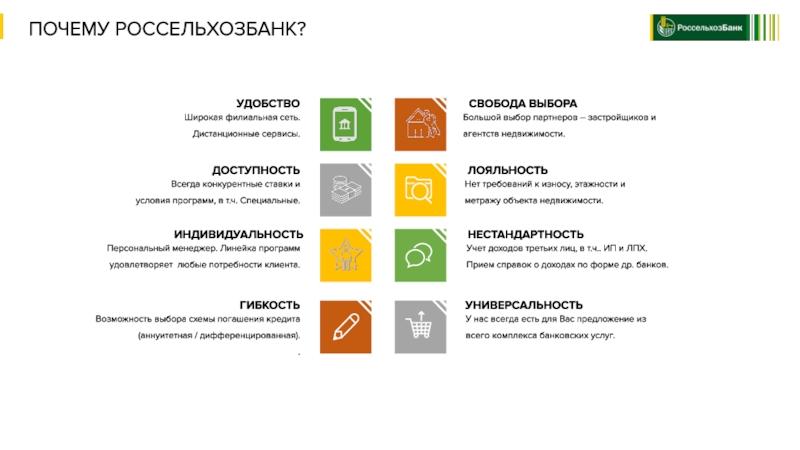 ПОЧЕМУ РОССЕЛЬХОЗБАНК?
РоссельхозБанк
УДОБСТВО
Широкая филиальная сеть.
Дистанционные сервисы.
СВОБОДА ВЫБОРА
Большой выбор партнеров – застройщиков и
агентств недвижимости.
ДОСТУПНОСТЬ
Всегда конкурентные ставки и
условия программ, в т.ч. Специальные.
ЛОЯЛЬНОСТЬ
Нет требований к износу, этажности и
метражу объекта недвижимости.
ИНДИВИДУАЛЬНОСТЬ
Персональный менеджер. Линейка программ
удовлетворяет любые потребности клиента.
НЕСТАНДАРТНОСТЬ
Учет доходов третьих лиц, в т.ч.. ИП и ЛПХ.
Прием справок о доходах по форме др. банков.
ГИБКОСТЬ
Возможность выбора схемы погашения кредита
(аннуитетная / дифференцированная).
.
УНИВЕРСАЛЬНОСТЬ
У нас всегда есть для Вас предложение из
всего комплекса банковских услуг.